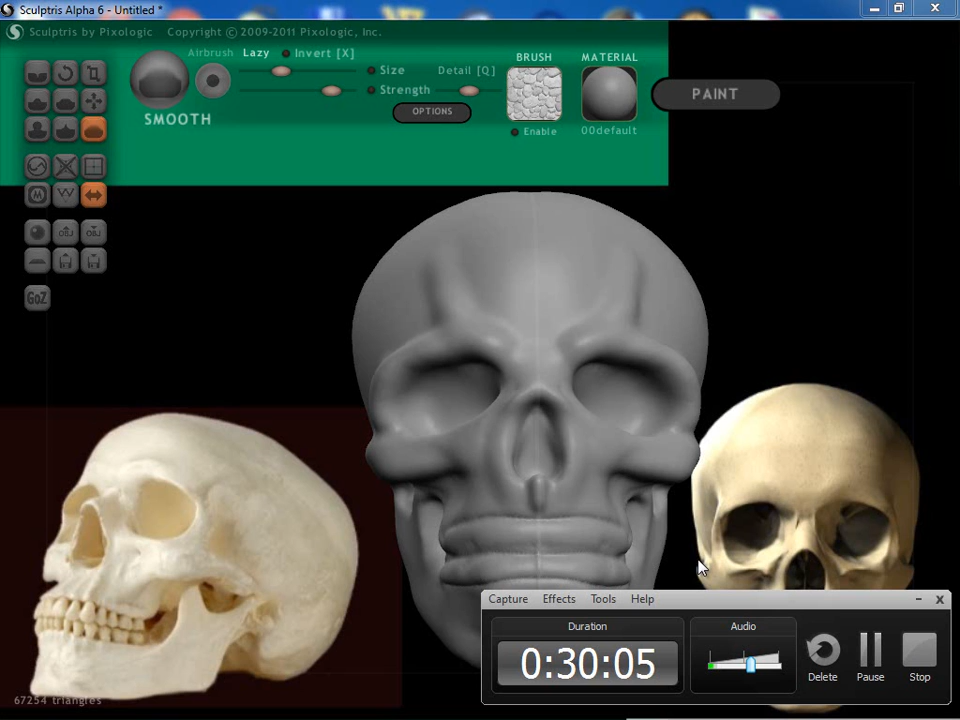 Sculptris Alpha 6 - Untitled *
Sculptris by Pixologic Copyright © 2009-2011 Pixologic, Inc.
Airbrush Lazy Invert [X]
Size Detail [Q]
Strength
OPTIONS
SMOOTH
BRUSH
Enable
MATERIAL
00default
PAINT
OBJ OBJ
GoZ
67254 triangles
Capture Effects Tools Help
Duration
0:30:05
Audio
Delete Pause Stop